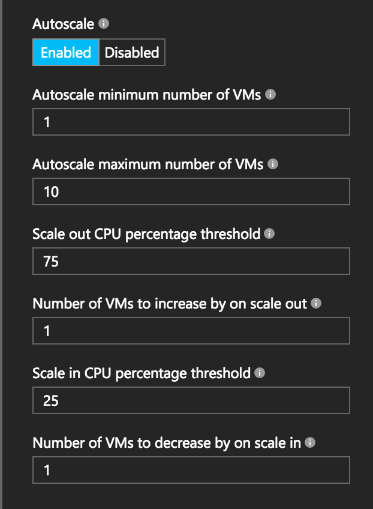 Autoscale
Enabled Disabled
Autoscale minimum number of VMs
1
Autoscale maximum number of VMs
10
Scale out CPU percentage threshold
75
Number of VMs to increase by on scale out
1
Scale in CPU percentage threshold
25
Number of VMs to decrease by on scale in
1